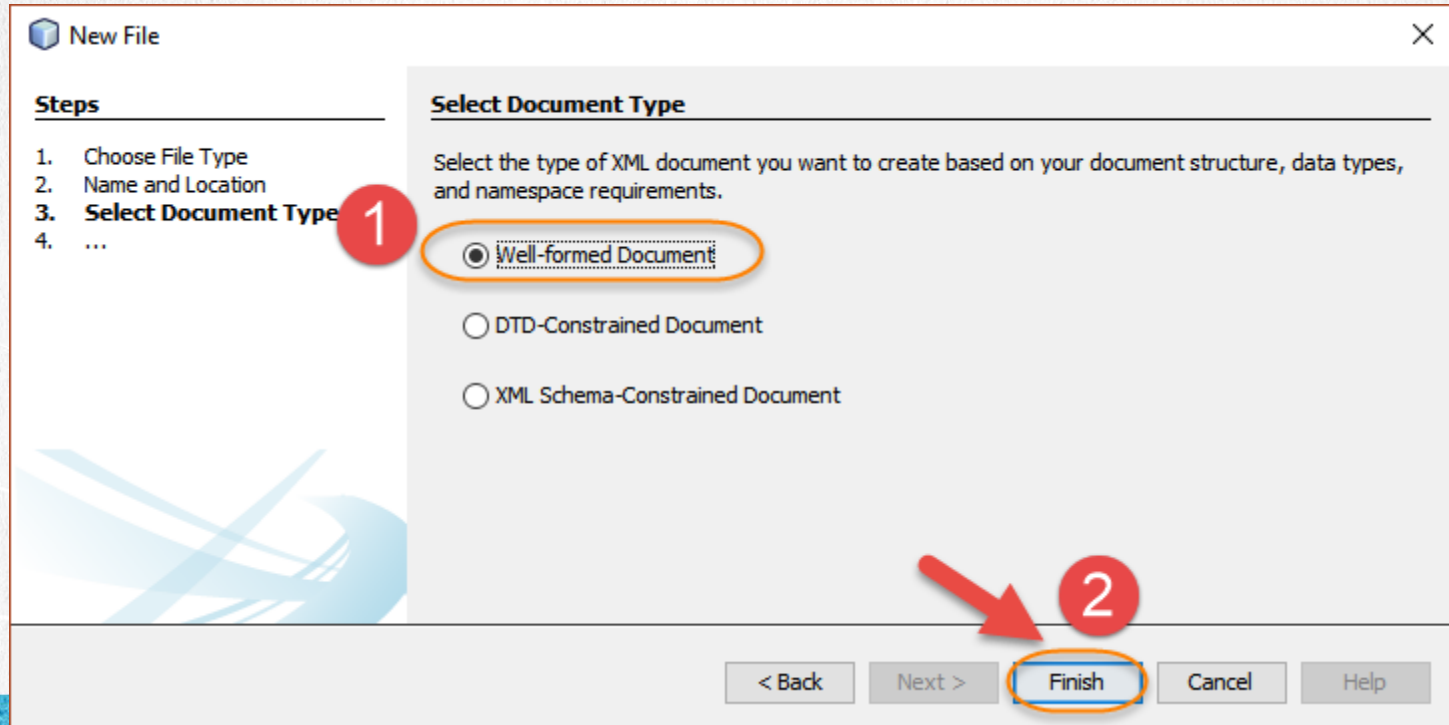 New File
Steps
1. Choose File Type
2. Name and Location
3. Select Document Type
4. ...
Select Document Type
Select the type of XML document you want to create based on your document structure, data types,
and namespace requirements.
1
Well-formed Document
DTD-Constrained Document
XML Schema-Constrained Document
2
< Back Next > Finish Cancel Help